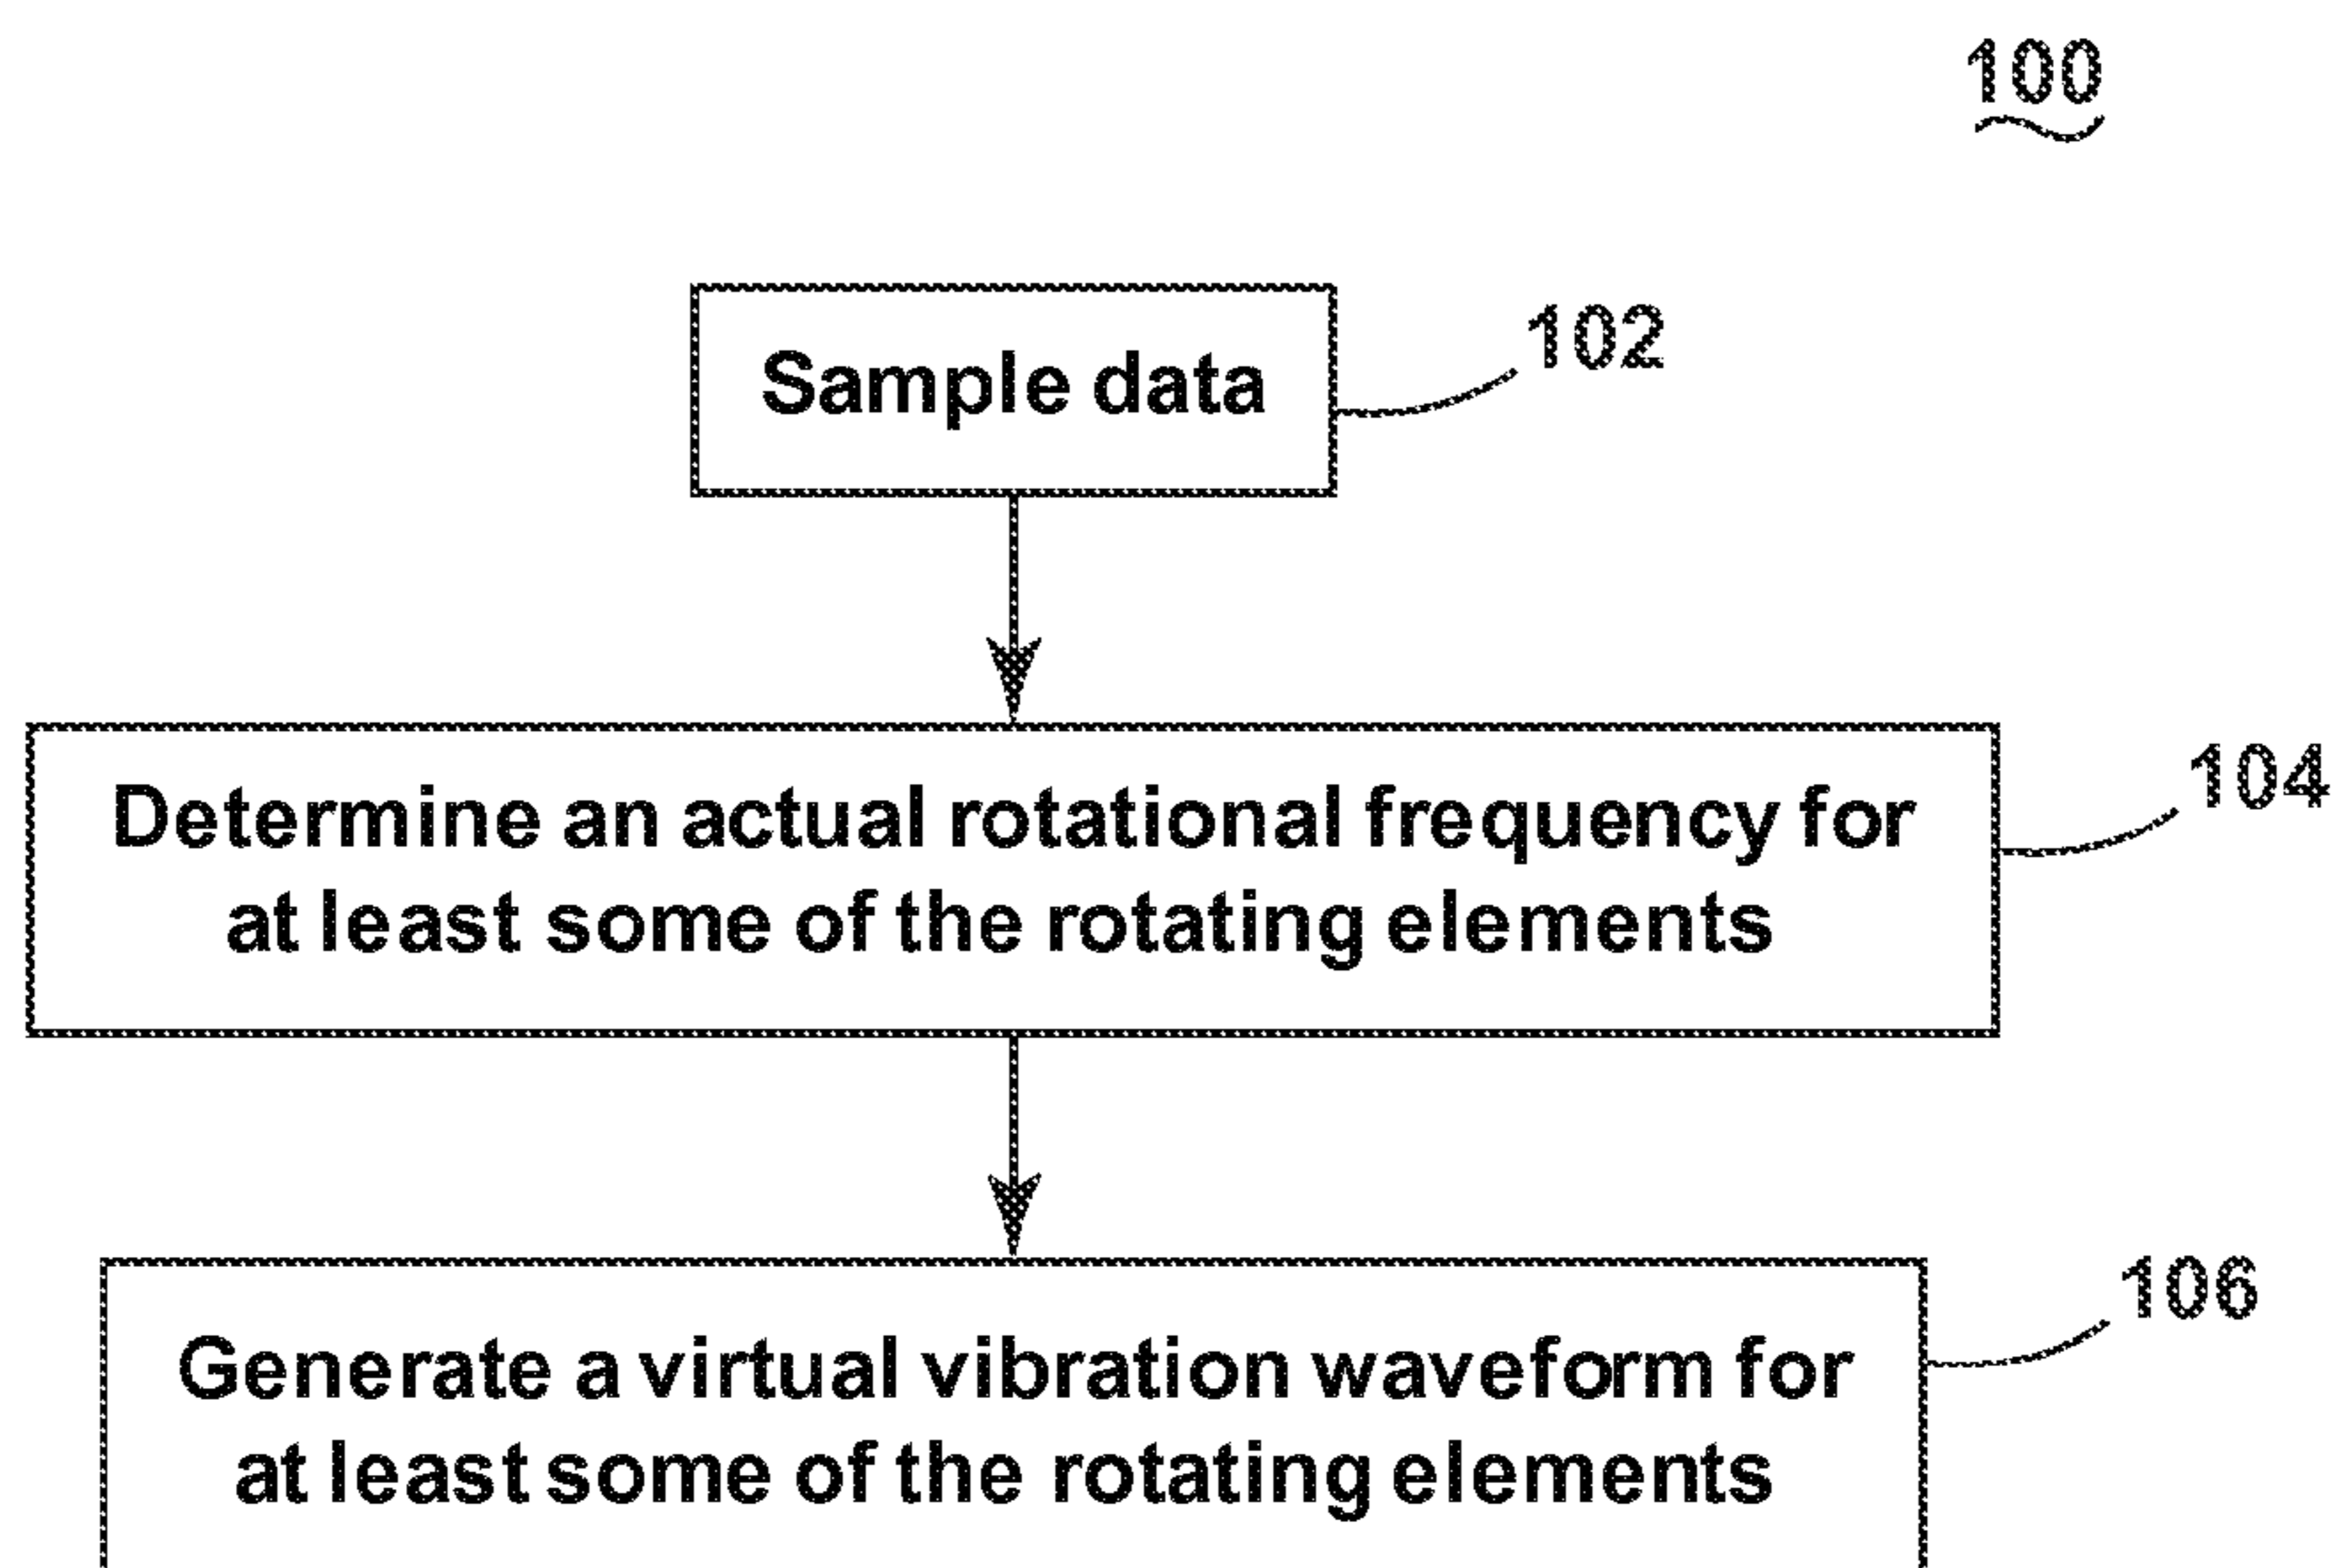 100
Sample data
102
Determine an actual rotational frequency for
at least some of the rotating elements
104
Generate a virtual vibration waveform for
at least some of the rotating elements
106